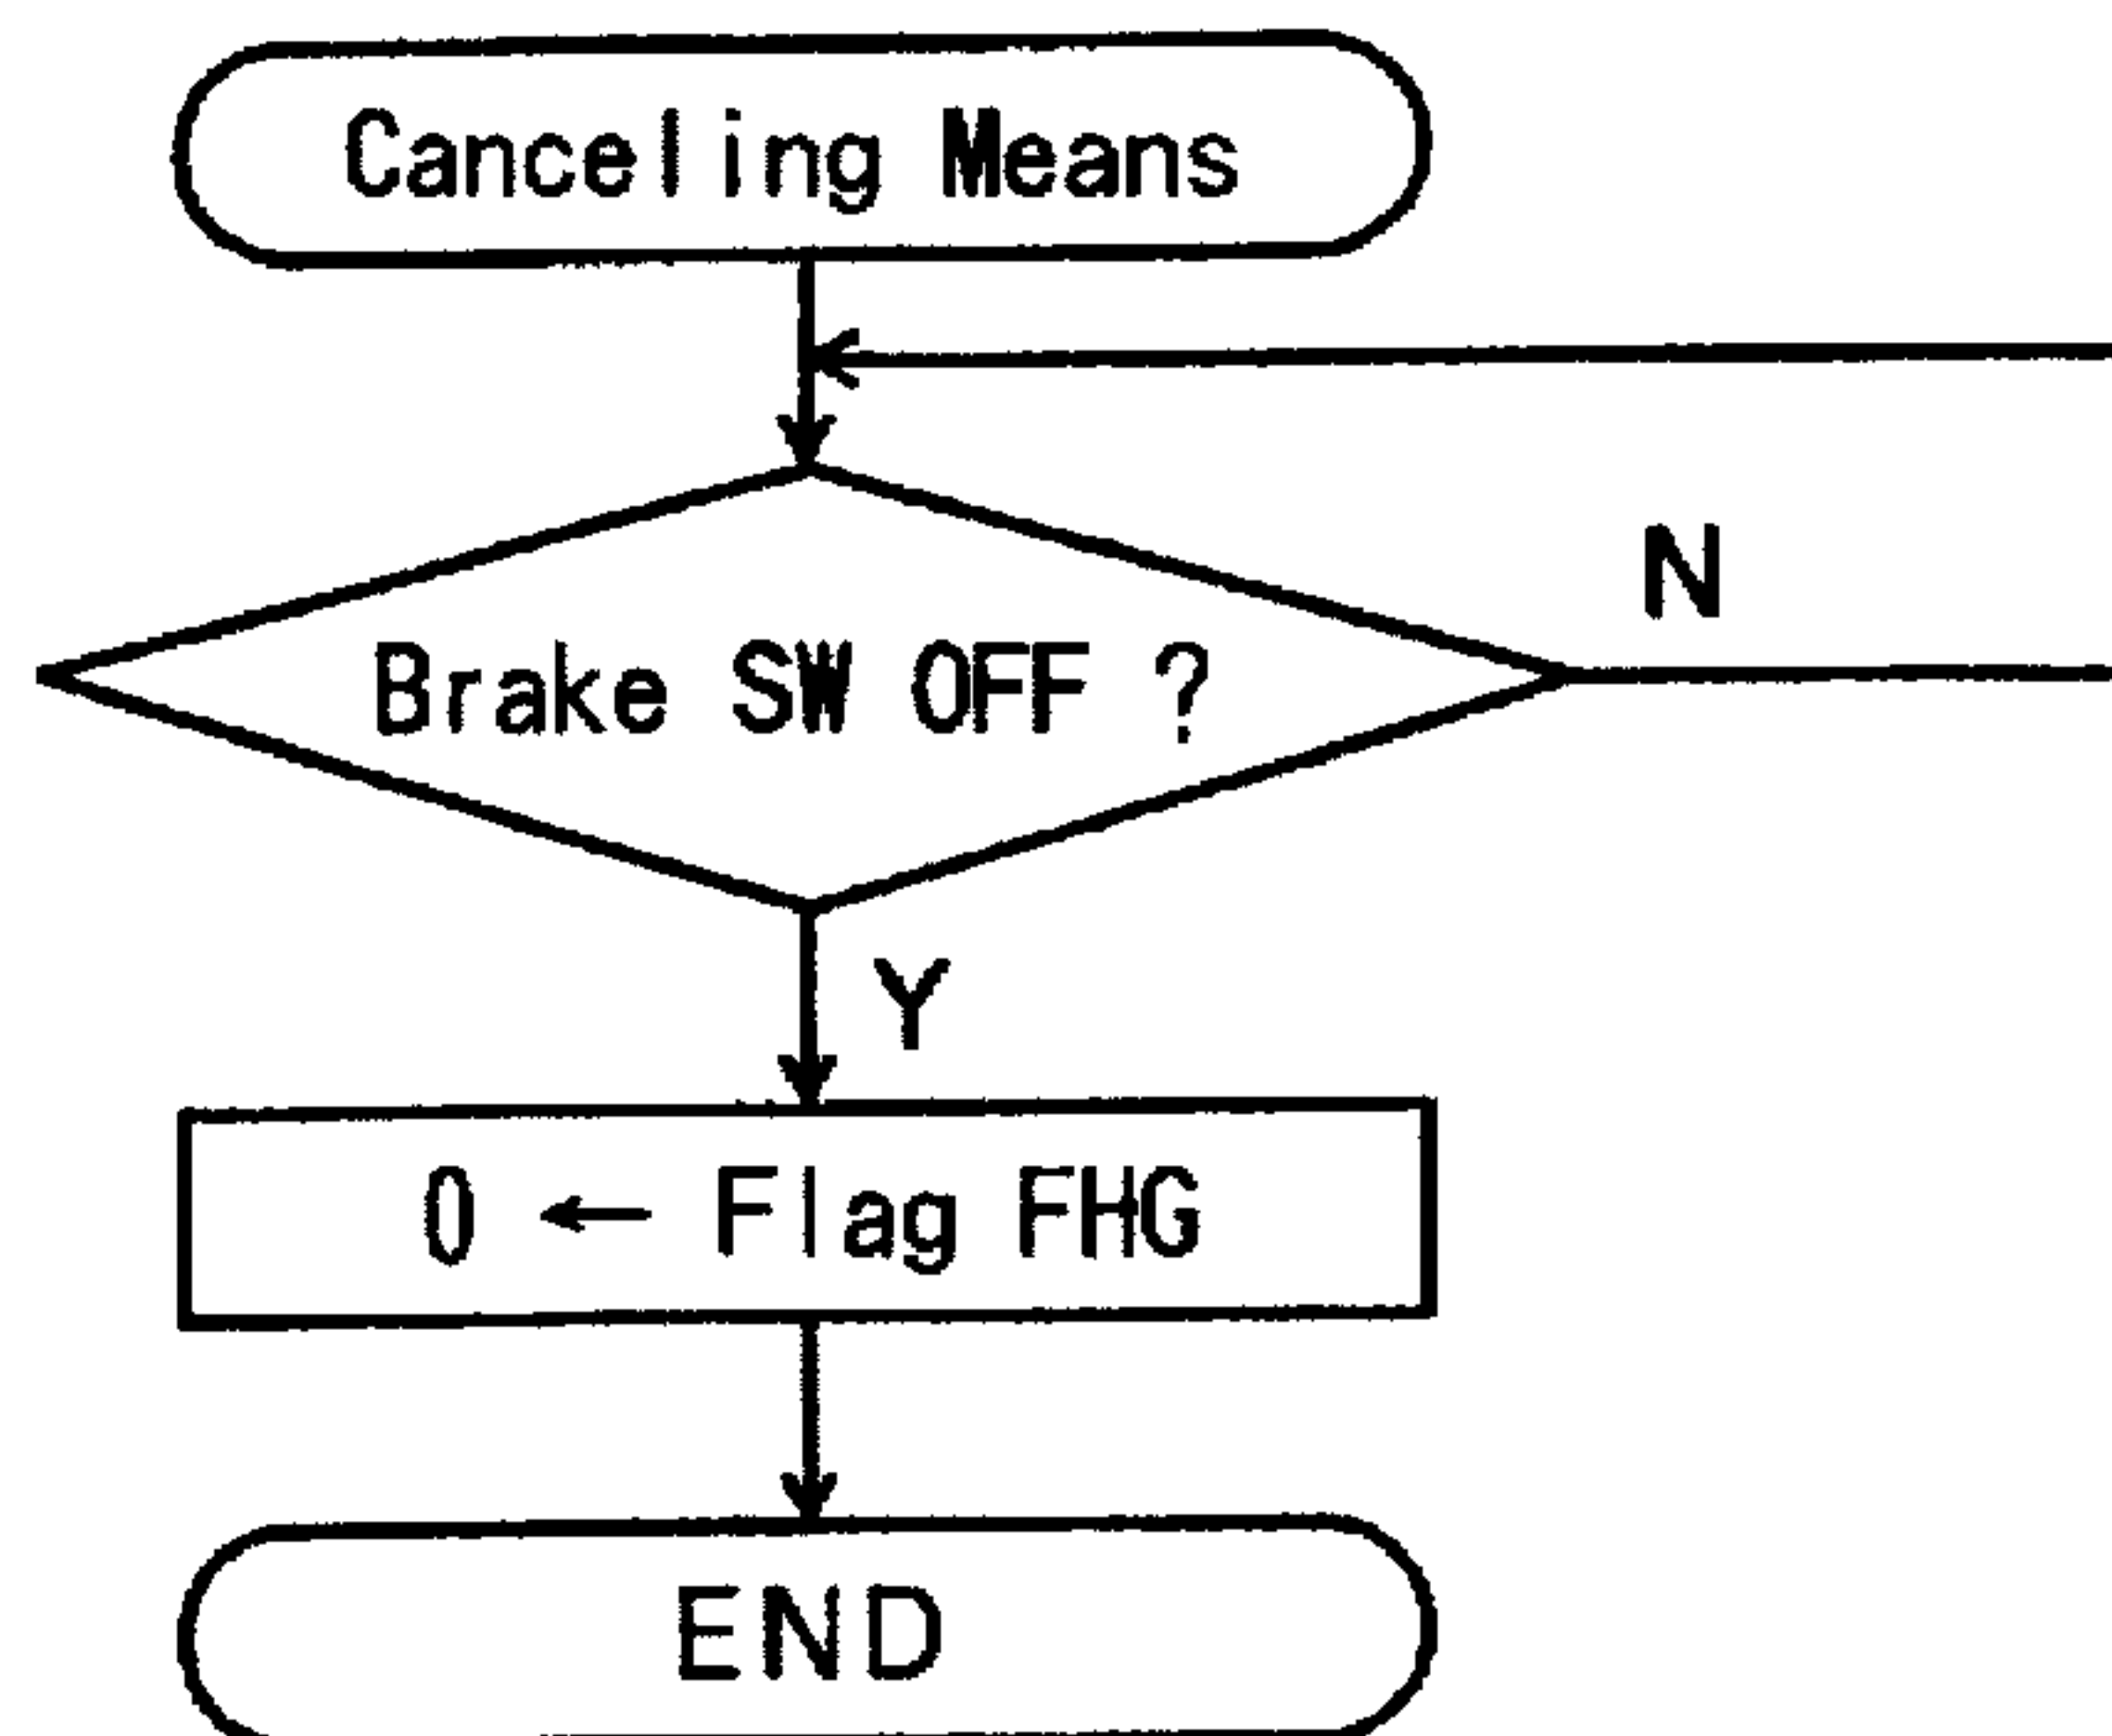 Canceling Means
N
Brake SW OFF ?
Y
0 ← Flag FHG
END